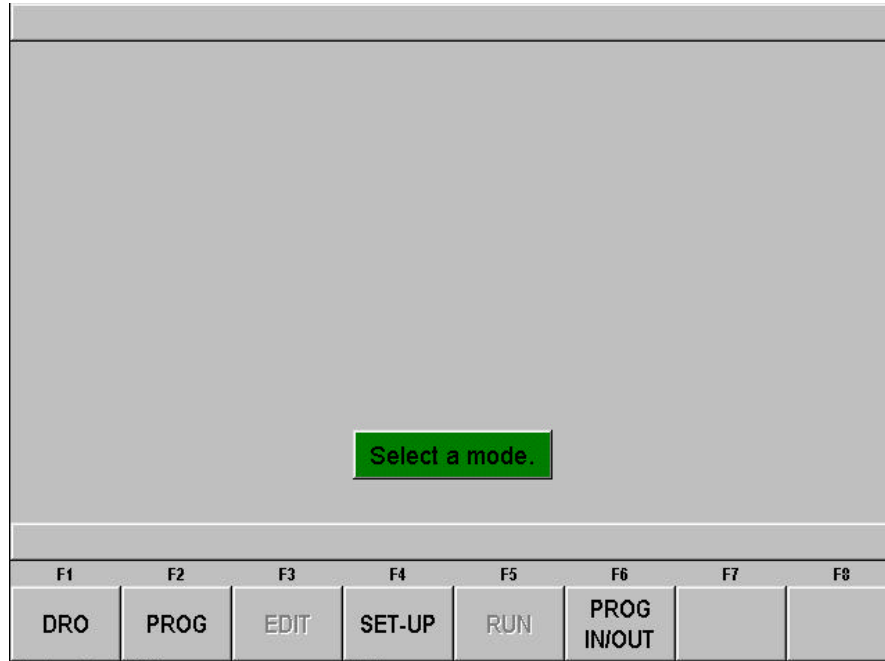 Select a mode.
F1 F2 F3 F4 F5 F6 F7 F8
DRO PROG EDIT SET-UP RUN PROG IN/OUT